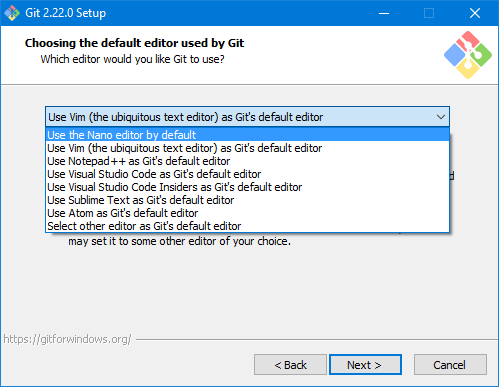 Git 2.22.0 Setup
Choosing the default editor used by Git
Which editor would you like Git to use?
Use Vim (the ubiquitous text editor) as Git's default editor
Use the Nano editor by default
Use Vim (the ubiquitous text editor) as Git's default editor
Use Notepad++ as Git's default editor
Use Visual Studio Code as Git's default editor
Use Visual Studio Code Insiders as Git's default editor
Use Sublime Text as Git's default editor
Use Atom as Git's default editor
Select other editor as Git's default editor
may set it to some other editor of your choice.
https://gitforwindows.org/
< Back
Next >
Cancel